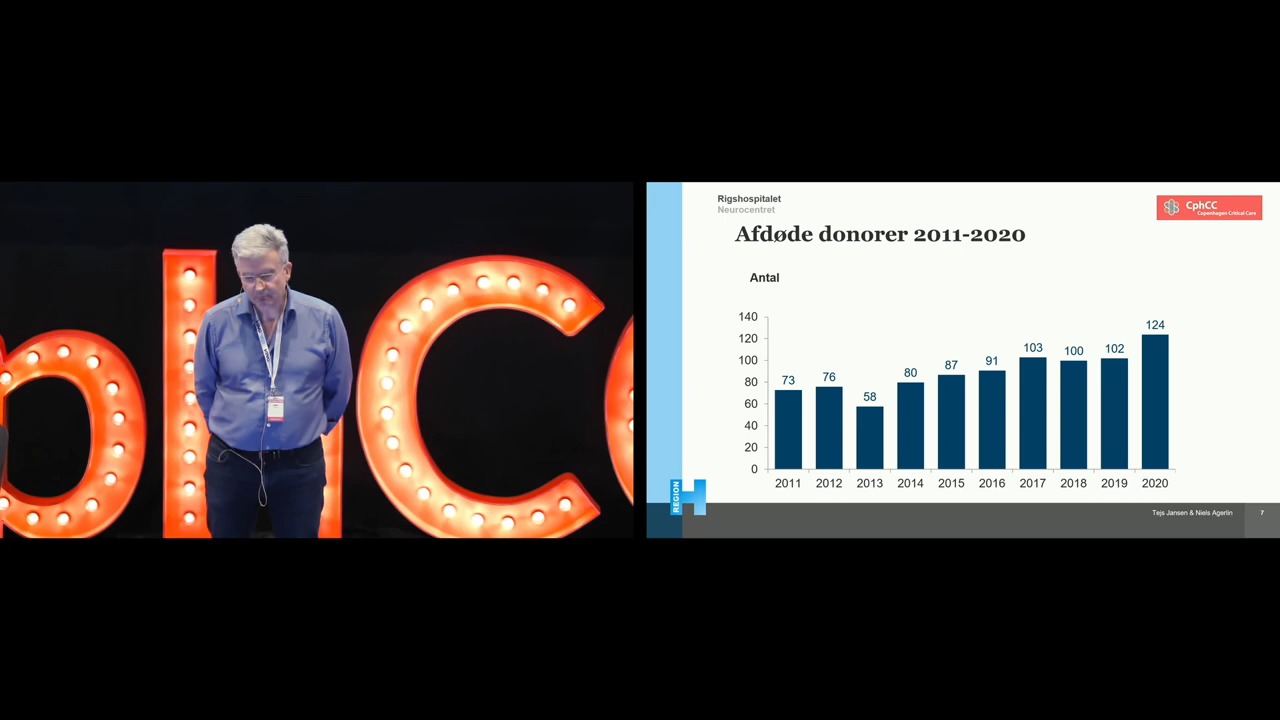 Rigshospitalet
Neurocentret
CphCC
Copenhagen Critical Care
Afdøde donorer 2011-2020
Antal
140
120
100
80
60
40
20
0
73
76
58
80
87
91
103
100
102
124
2011 2012 2013 2014 2015 2016 2017 2018 2019 2020
REGION
Tejs Jansen & Niels Agerlin 7